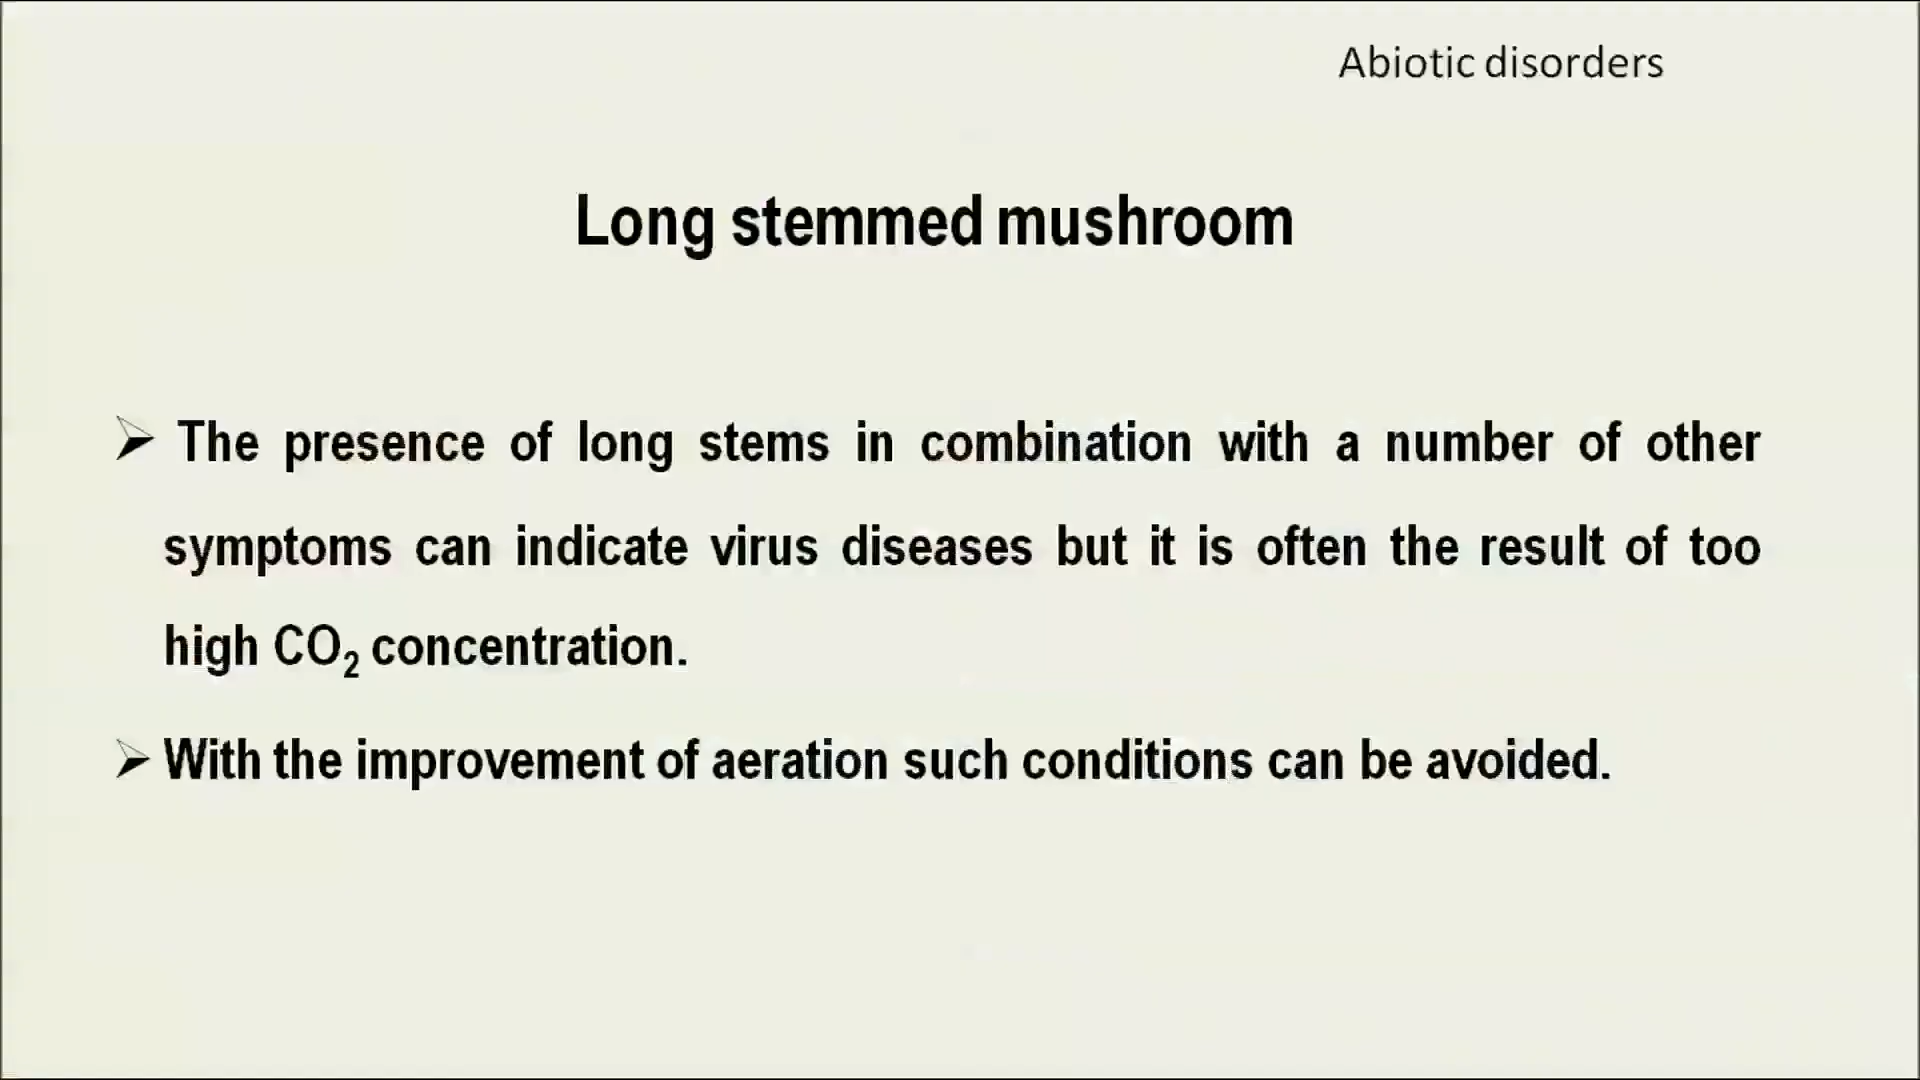 Abiotic disorders
Long stemmed mushroom
➢ The presence of long stems in combination with a number of other
symptoms can indicate virus diseases but it is often the result of too
high CO₂ concentration.
➢ With the improvement of aeration such conditions can be avoided.